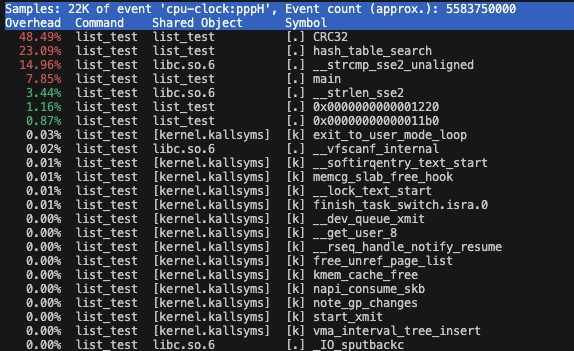 Samples: 22K of event 'cpu-clock:pppH', Event count (approx.): 5583750000
Overhead  Command    Shared Object      Symbol
  48.49%  list_test  list_test          [.] CRC32
  23.09%  list_test  list_test          [.] hash_table_search
  14.96%  list_test  libc.so.6          [.] __strcmp_sse2_unaligned
   7.85%  list_test  list_test          [.] main
   3.44%  list_test  libc.so.6          [.] __strlen_sse2
   1.16%  list_test  list_test          [.] 0x0000000000001220
   0.87%  list_test  list_test          [.] 0x00000000000011b0
   0.03%  list_test  [kernel.kallsyms]  [k] exit_to_user_mode_loop
   0.02%  list_test  libc.so.6          [.] __vfscanf_internal
   0.01%  list_test  [kernel.kallsyms]  [k] __softirqentry_text_start
   0.01%  list_test  [kernel.kallsyms]  [k] memcg_slab_free_hook
   0.01%  list_test  [kernel.kallsyms]  [k] __lock_text_start
   0.01%  list_test  [kernel.kallsyms]  [k] finish_task_switch.isra.0
   0.00%  list_test  [kernel.kallsyms]  [k] __dev_queue_xmit
   0.00%  list_test  [kernel.kallsyms]  [k] __get_user_8
   0.00%  list_test  [kernel.kallsyms]  [k] __rseq_handle_notify_resume
   0.00%  list_test  [kernel.kallsyms]  [k] free_unref_page_list
   0.00%  list_test  [kernel.kallsyms]  [k] kmem_cache_free
   0.00%  list_test  [kernel.kallsyms]  [k] napi_consume_skb
   0.00%  list_test  [kernel.kallsyms]  [k] note_gp_changes
   0.00%  list_test  [kernel.kallsyms]  [k] start_xmit
   0.00%  list_test  [kernel.kallsyms]  [k] vma_interval_tree_insert
   0.00%  list_test  libc.so.6          [.] _IO_sputbackc